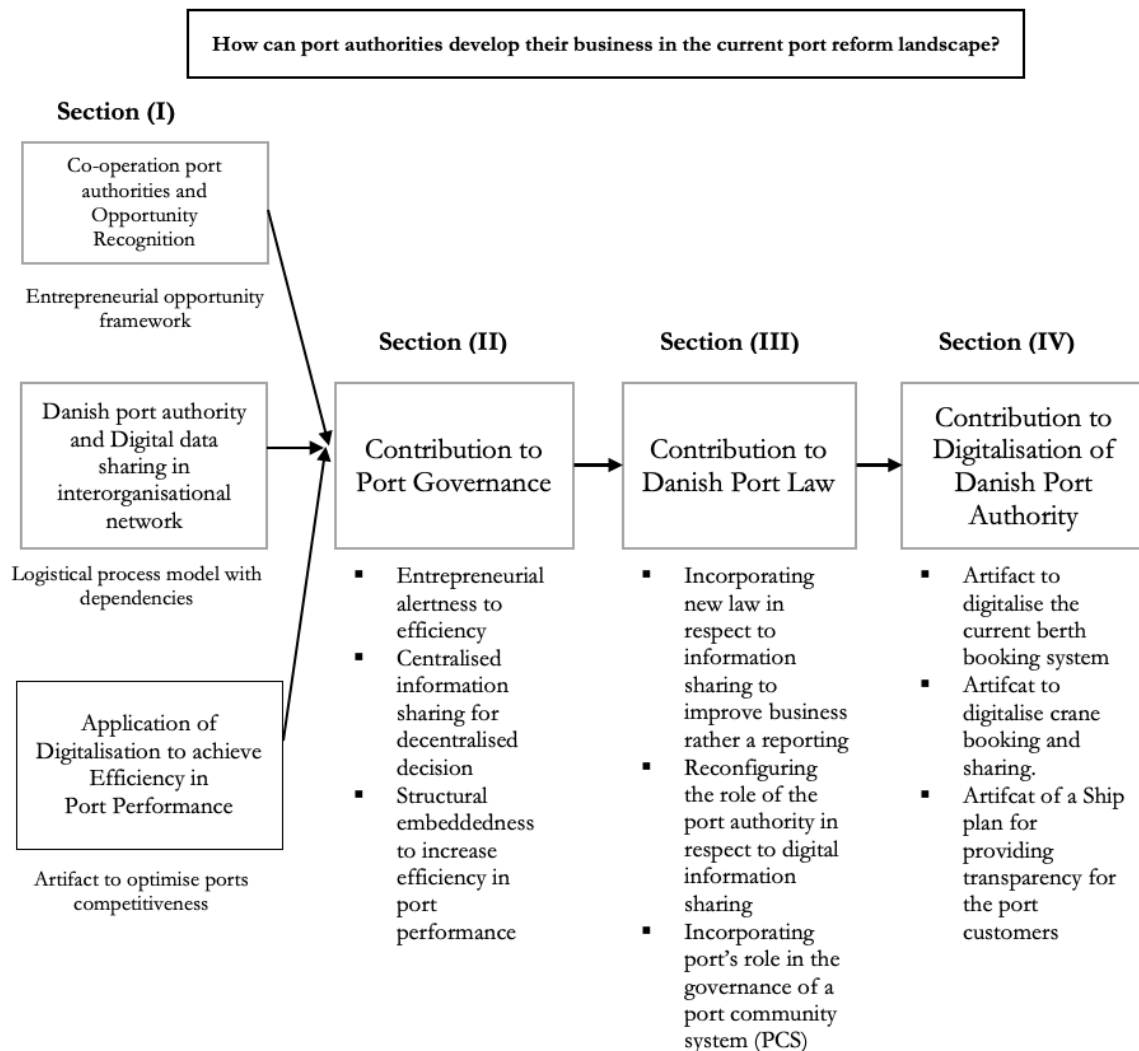 How can port authorities develop their business in the current port reform landscape?
Section (I)
Co-operation port
authorities and
Opportunity
Recognition
Entrepreneurial opportunity
framework
Danish port authority
and Digital data
sharing in
interorganisational
network
Logistical process model with
dependencies
Application of
Digitalisation to achieve
Efficiency in
Port Performance
Artifact to optimise ports
competitiveness
Section (II)
Contribution to
Port Governance
▪ Entrepreneurial
alertness to
efficiency
▪ Centralised
information
sharing for
decentralised
decision
▪ Structural
embeddedness
to increase
efficiency in
port
performance
Section (III)
Contribution to
Danish Port Law
▪ Incorporating
new law in
respect to
information
sharing to
improve business
rather a reporting
▪ Reconfiguring
the role of the
port authority in
respect to digital
information
sharing
▪ Incorporating
port’s role in the
governance of a
port community
system (PCS)
Section (IV)
Contribution to
Digitalisation of
Danish Port
Authority
▪ Artifact to
digitalise the
current berth
booking system
▪ Artifcat to
digitalise crane
booking and
sharing.
▪ Artifcat of a Ship
plan for
providing
transparency for
the port
customers